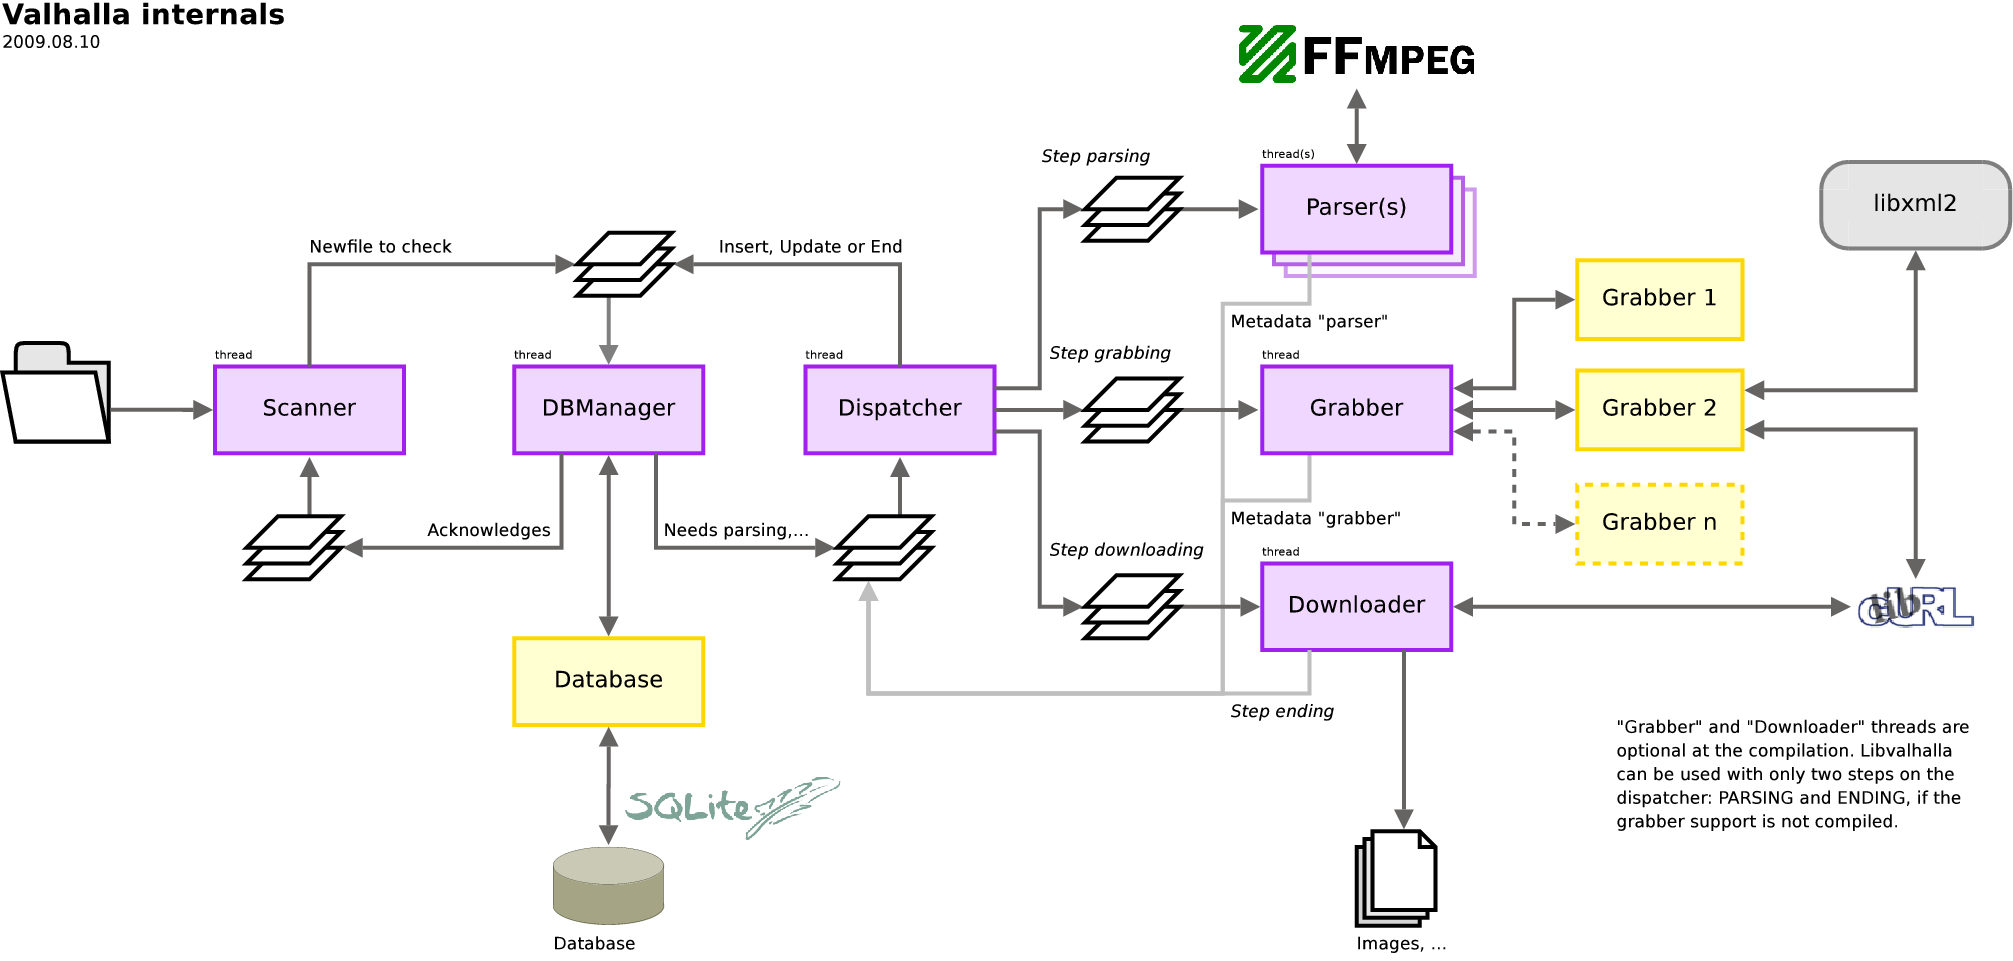 Valhalla internals
2009.08.10
FFMPEG
Step parsing
thread(s)
Parser(s)
libxml2
Newfile to check
Insert, Update or End
Metadata "parser"
Grabber 1
thread
Scanner
thread
DBManager
thread
Dispatcher
Step grabbing
thread
Grabber
Grabber 2
Acknowledges
Needs parsing,...
Metadata "grabber"
Grabber n
Step downloading
thread
Downloader
libcURL
Database
Step ending
SQLite
"Grabber" and "Downloader" threads are
optional at the compilation. Libvalhalla
can be used with only two steps on the
dispatcher: PARSING and ENDING, if the
grabber support is not compiled.
Database
Images, ...